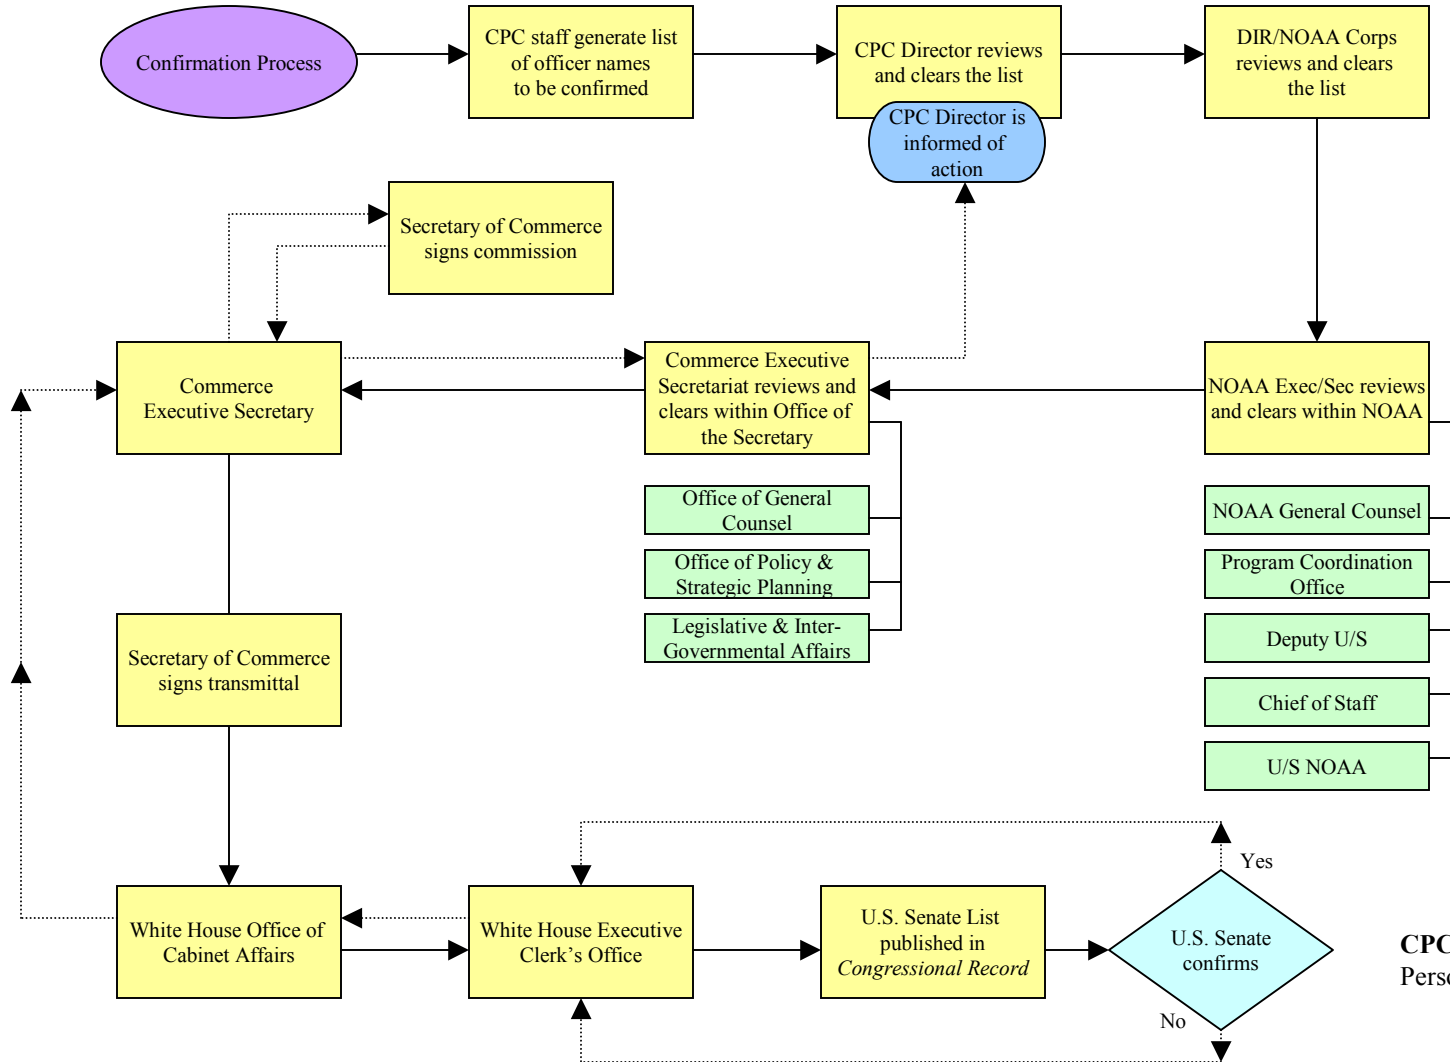 Confirmation Process
CPC staff generate list
of officer names
to be confirmed
CPC Director reviews
and clears the list
DIR/NOAA Corps
reviews and clears
the list
CPC Director is
informed of
action
Secretary of Commerce
signs commission
Commerce
Executive Secretary
Commerce Executive
Secretariat reviews and
clears within Office of
the Secretary
NOAA Exec/Sec reviews
and clears within NOAA
Office of General
Counsel
Office of Policy &
Strategic Planning
Legislative & Inter-
Governmental Affairs
NOAA General Counsel
Program Coordination
Office
Deputy U/S
Chief of Staff
U/S NOAA
Secretary of Commerce
signs transmittal
White House Office of
Cabinet Affairs
White House Executive
Clerk’s Office
U.S. Senate List
published in
Congressional Record
U.S. Senate
confirms
Yes
No
CPC
Perso